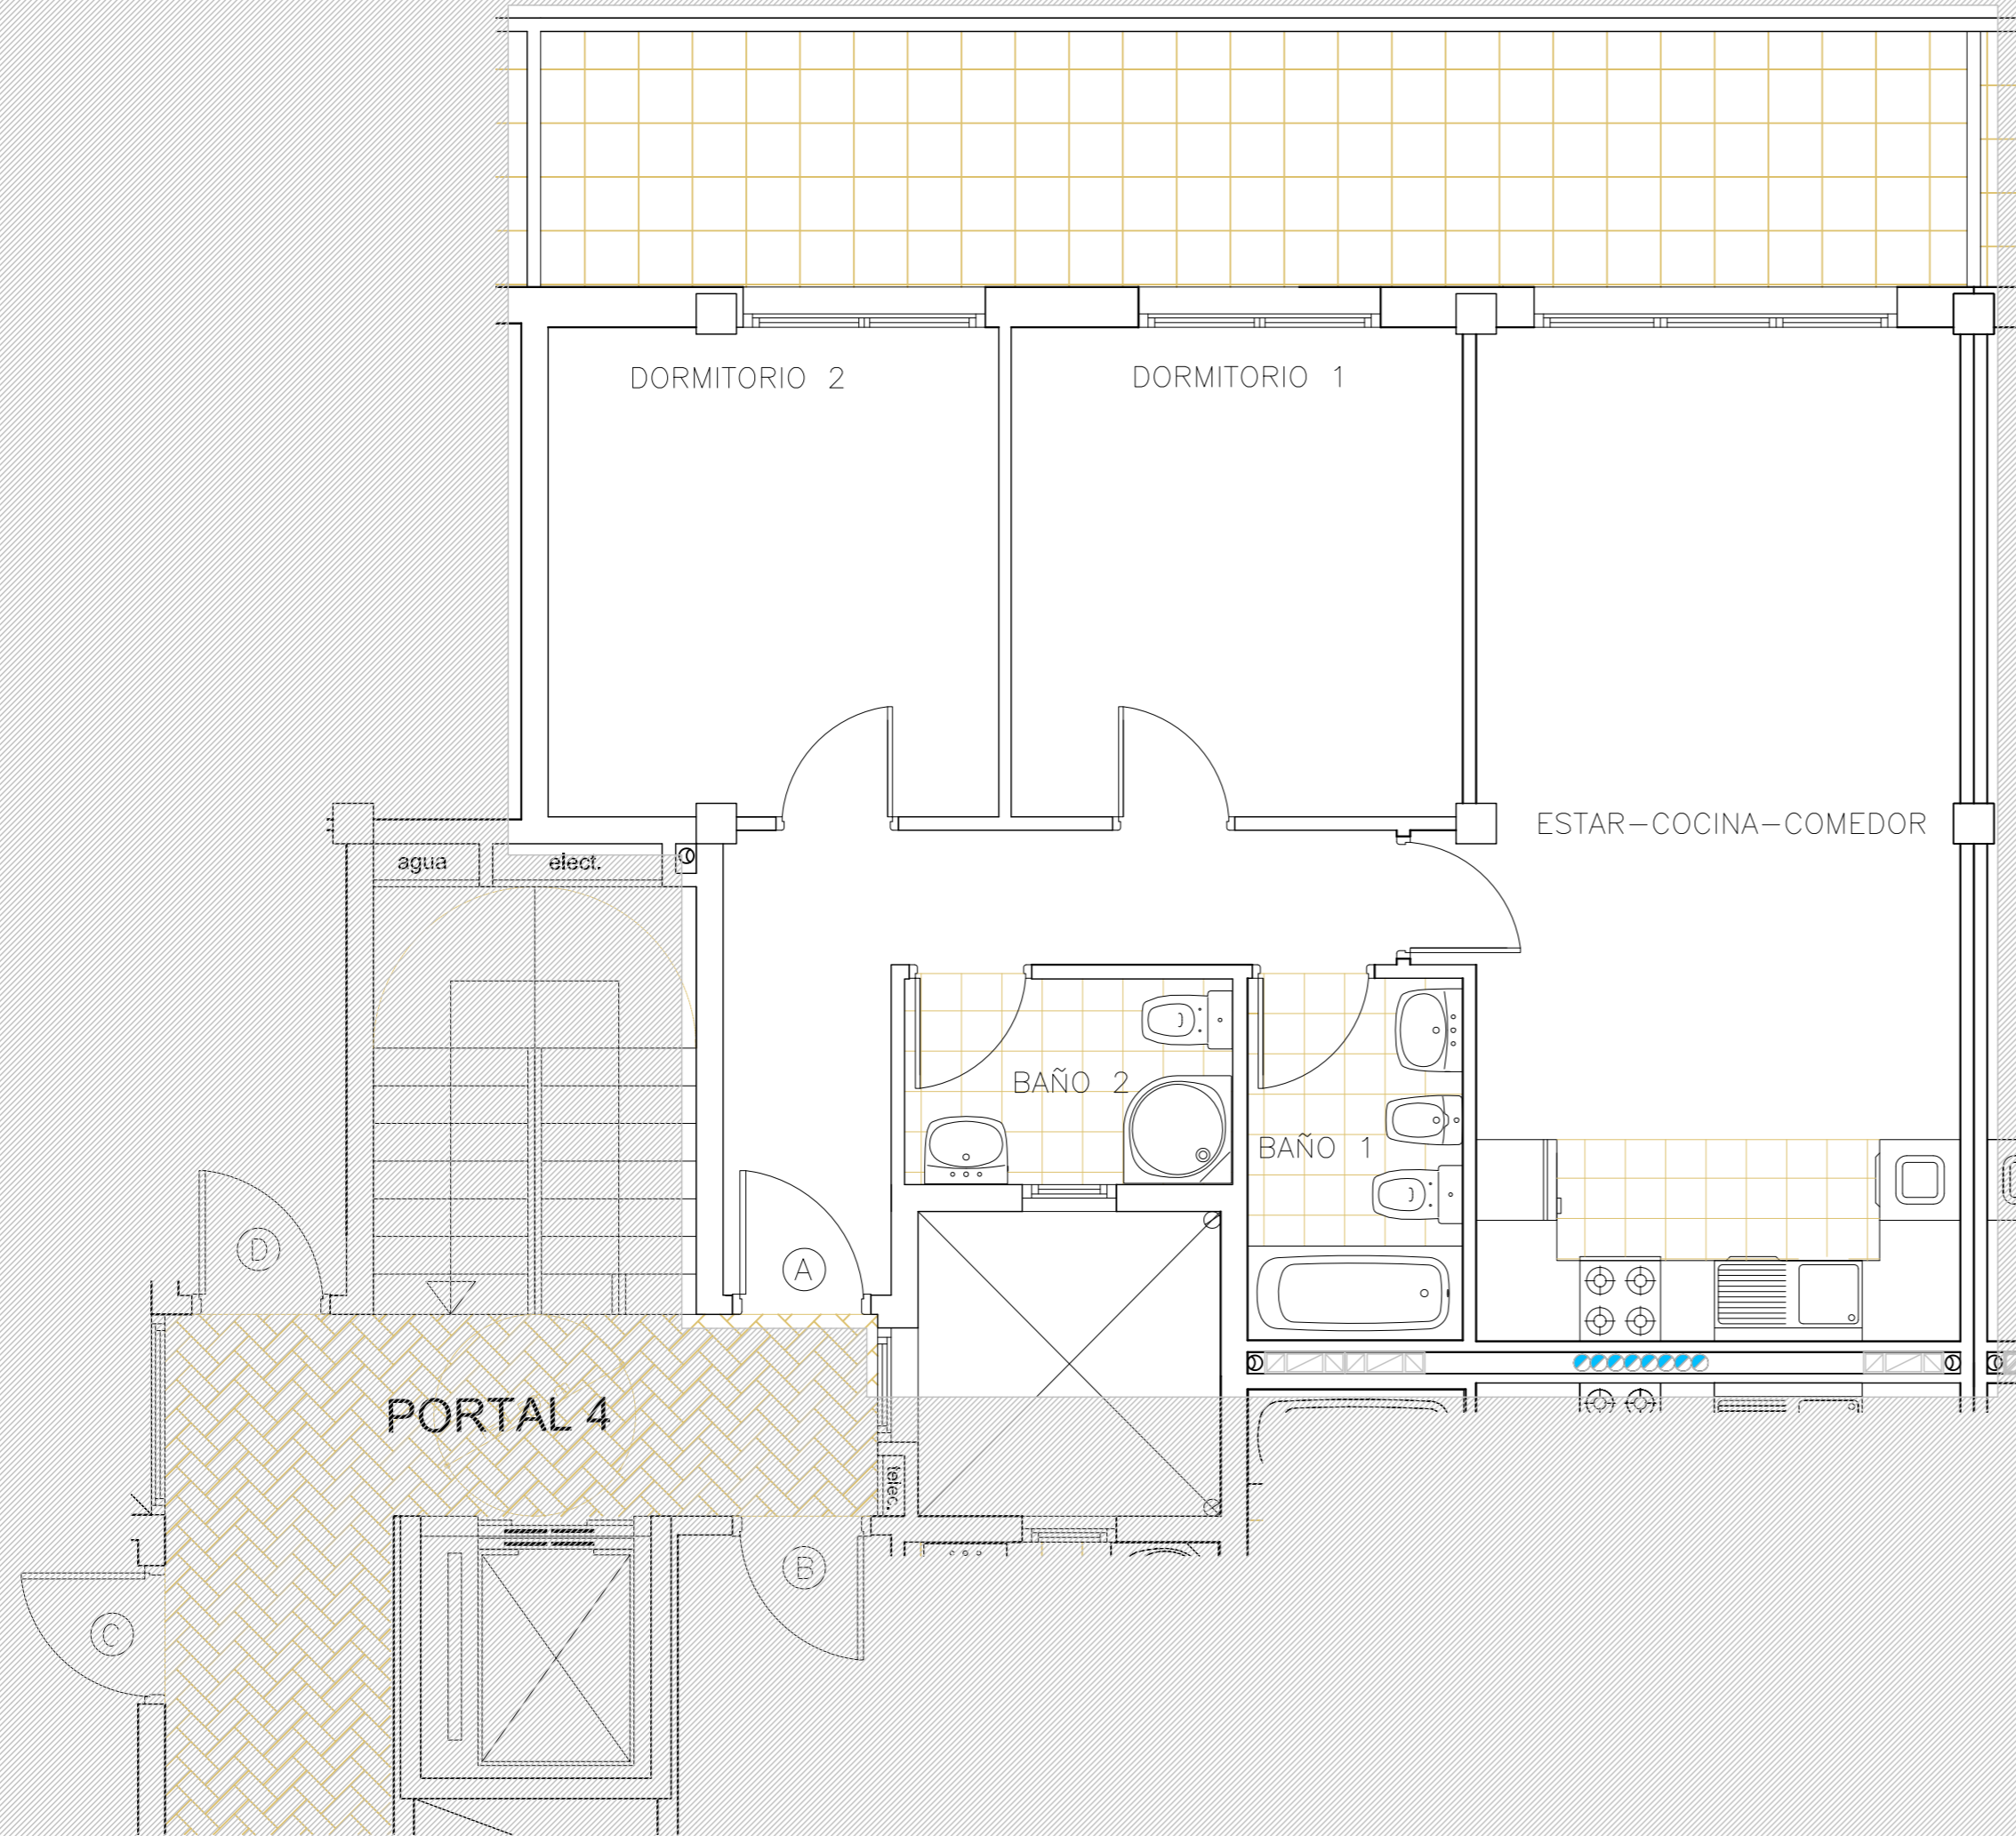 DORMITORIO 2
DORMITORIO 1
ESTAR-COCINA-COMEDOR
agua
elect.
BAÑO 2
BAÑO 1
D
A
PORTAL 4
telec.
B
C